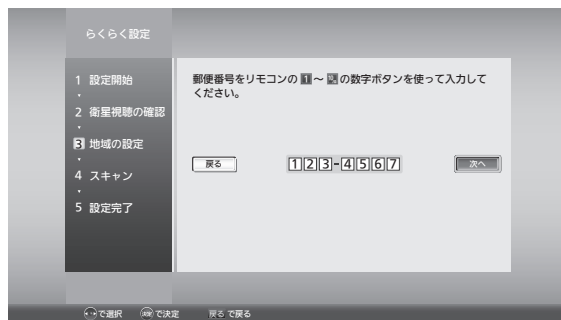 らくらく設定
1 設定開始
2 衛星視聴の確認
3 地域の設定
4 スキャン
5 設定完了
郵便番号をリモコンの 1 ~ の数字ボタンを使って入力して
ください。
戻る
123-4567
次へ
で選択 決定 で決定 戻る で戻る